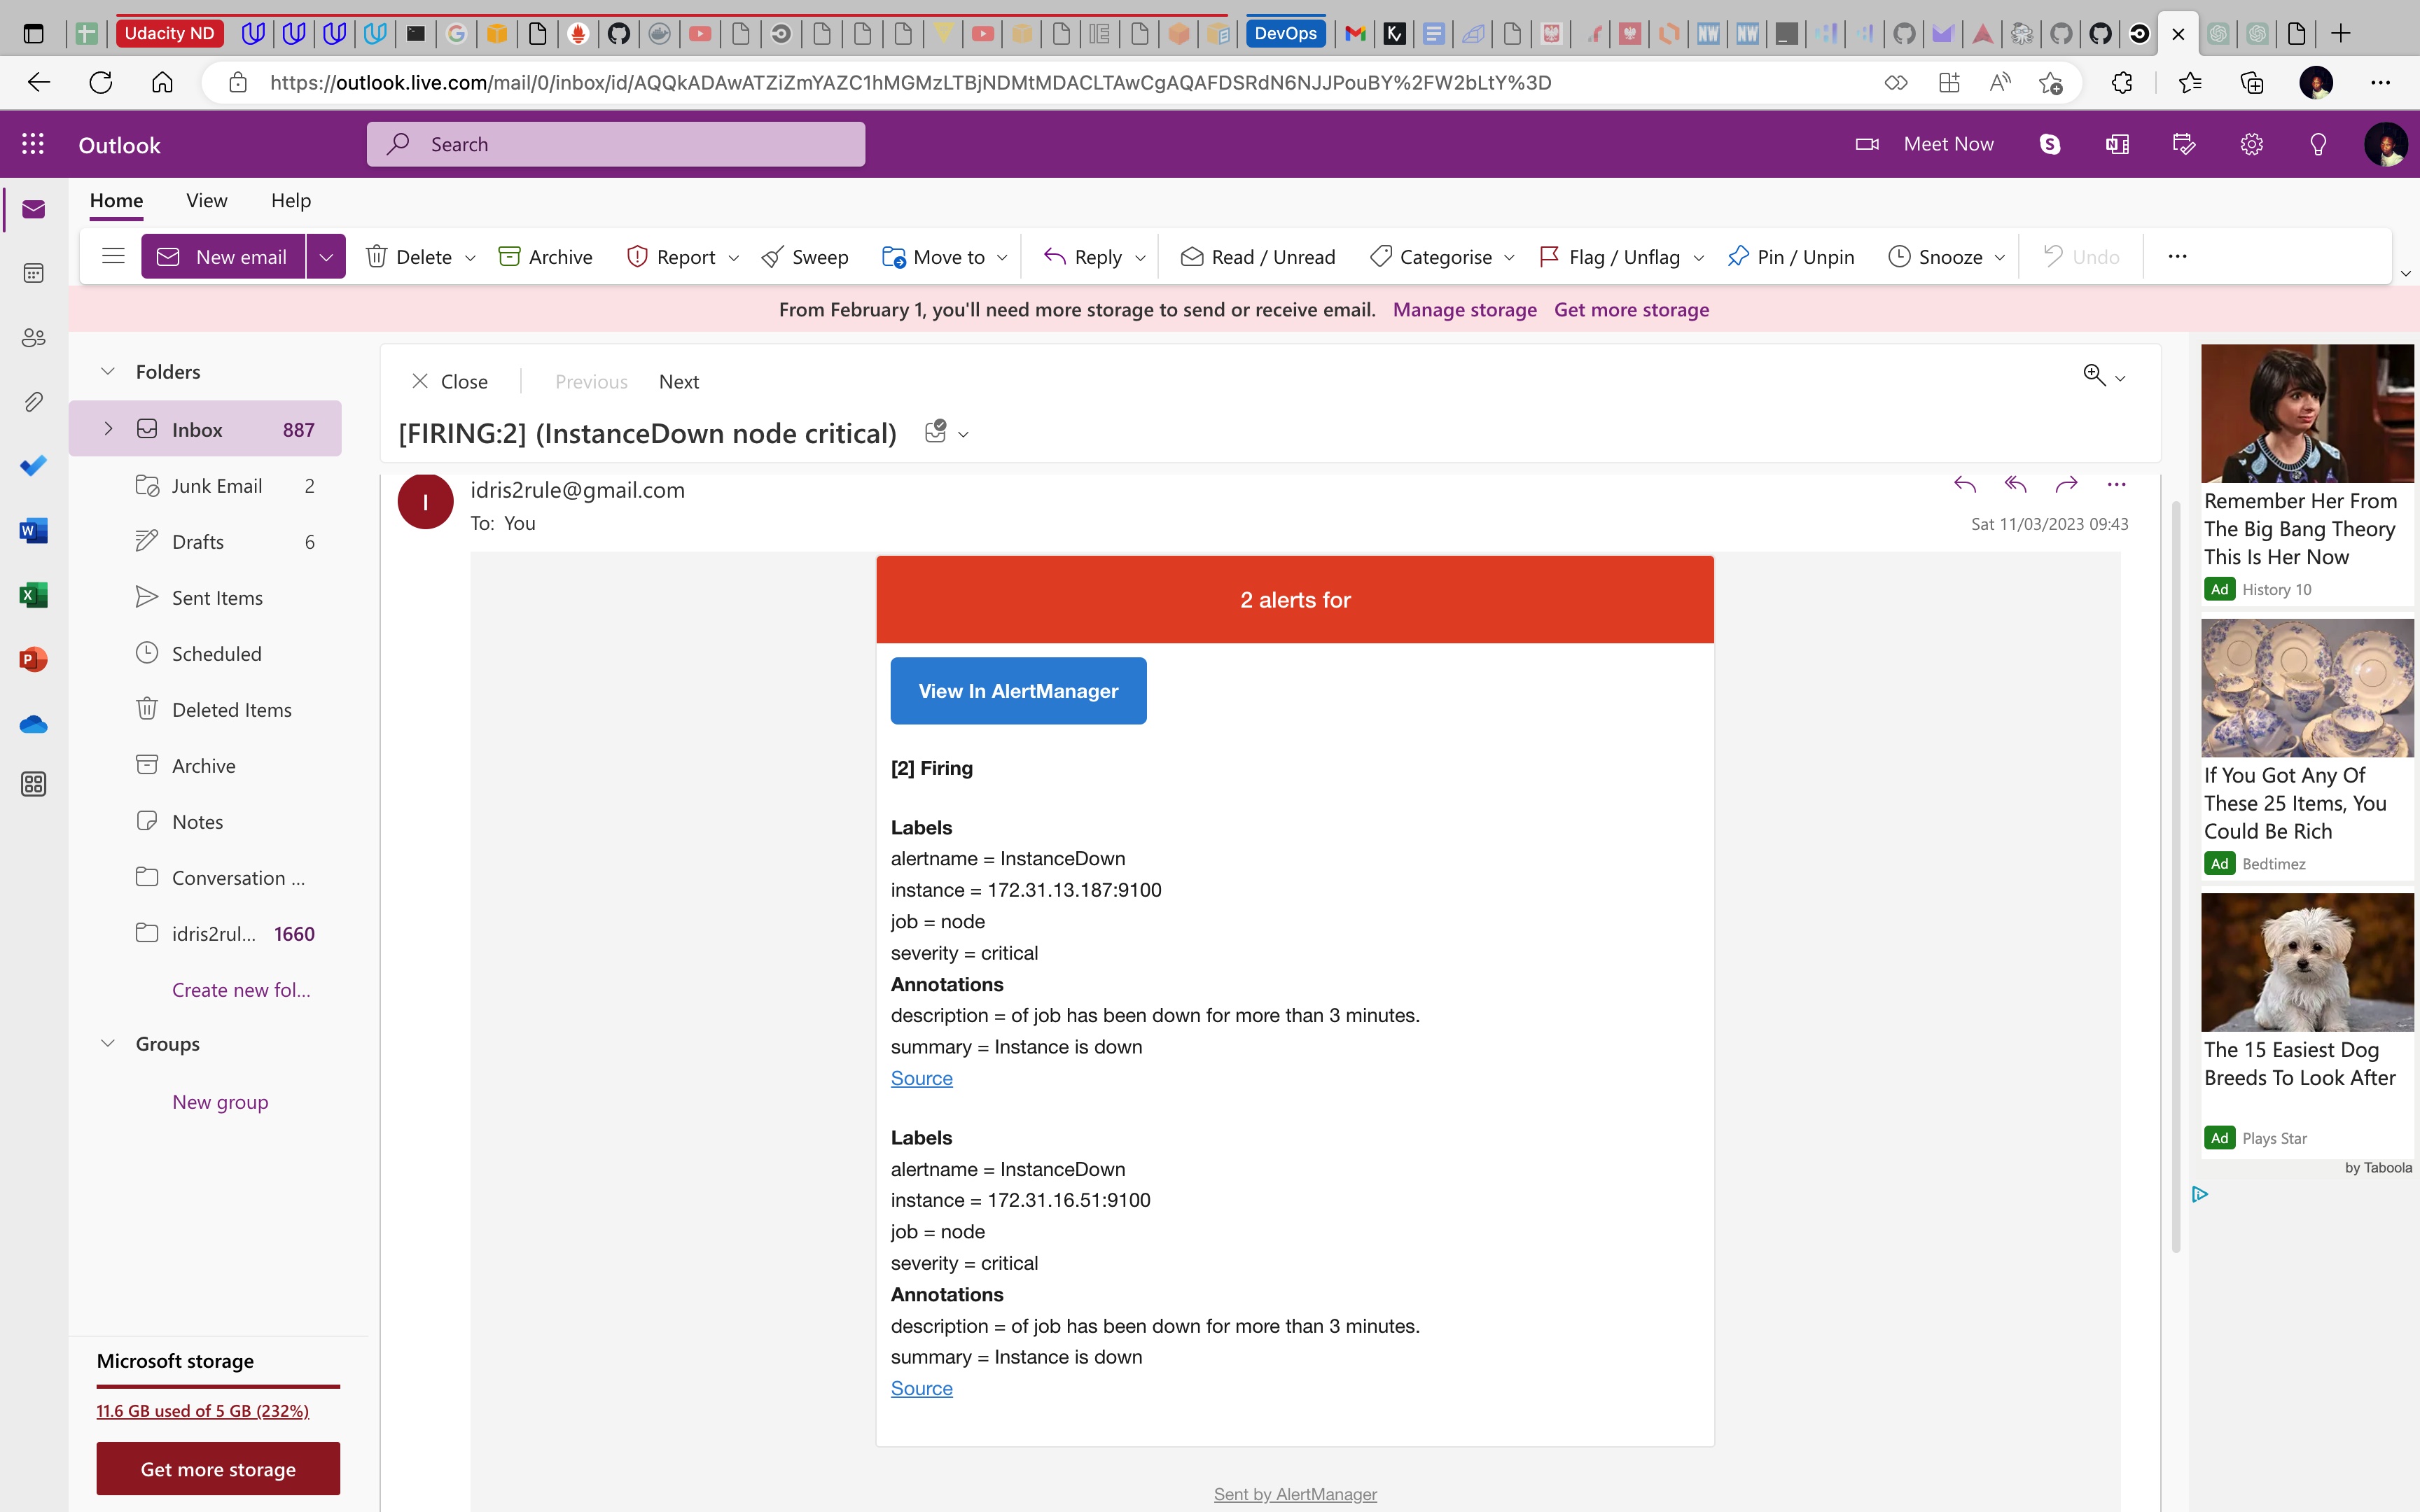 Udacity ND
DevOps
https://outlook.live.com/mail/0/inbox/id/AQQkADAwATZiZmYAZC1hMGMzLTBjNDMtMDACLTAwCgAQAFDSRdN6NJJPouBY%2FW2bLtY%3D
Outlook
Search
Meet Now
Home View Help
New email Delete Archive Report Sweep Move to Reply Read / Unread Categorise Flag / Unflag Pin / Unpin Snooze Undo
From February 1, you'll need more storage to send or receive email. Manage storage Get more storage
Folders
Inbox 887
Junk Email 2
Drafts 6
Sent Items
Scheduled
Deleted Items
Archive
Notes
Conversation ...
idris2rul... 1660
Create new fol...
Groups
New group
Microsoft storage
11.6 GB used of 5 GB (232%)
Get more storage
Close Previous Next
[FIRING:2] (InstanceDown node critical)
I
idris2rule@gmail.com
To: You
Sat 11/03/2023 09:43
2 alerts for
View In AlertManager
[2] Firing
Labels
alertname = InstanceDown
instance = 172.31.13.187:9100
job = node
severity = critical
Annotations
description = of job has been down for more than 3 minutes.
summary = Instance is down
Source
Labels
alertname = InstanceDown
instance = 172.31.16.51:9100
job = node
severity = critical
Annotations
description = of job has been down for more than 3 minutes.
summary = Instance is down
Source
Sent by AlertManager
Remember Her From
The Big Bang Theory
This Is Her Now
Ad History 10
If You Got Any Of
These 25 Items, You
Could Be Rich
Ad Bedtimez
The 15 Easiest Dog
Breeds To Look After
Ad Plays Star
by Taboola